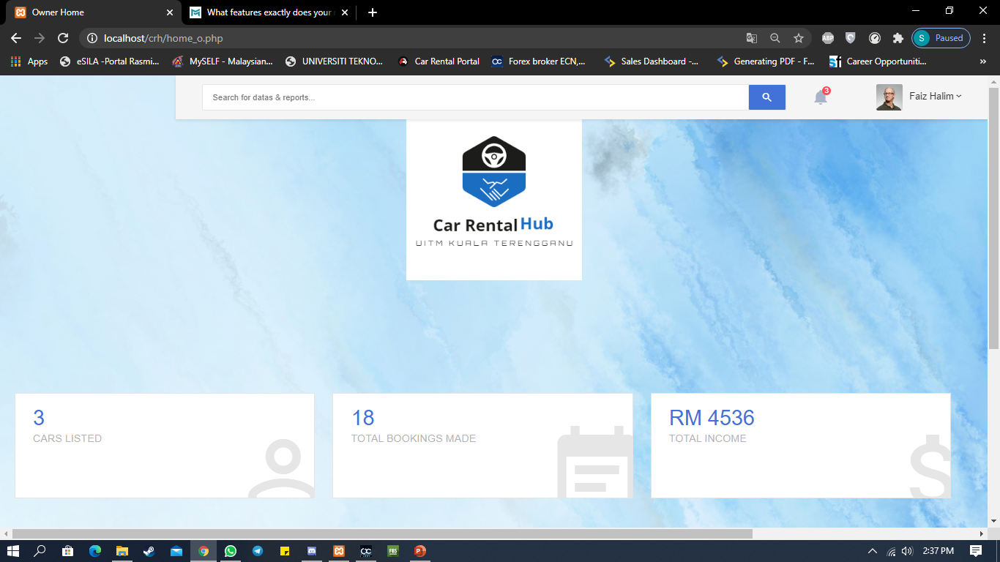 Owner Home
What features exactly does your
localhost/crh/home_o.php
ABP
S
Paused
Apps
eSILA -Portal Rasmi...
MySELF - Malaysian...
UNIVERSITI TEKNO...
Car Rental Portal
Forex broker ECN,...
Sales Dashboard -...
Generating PDF - F...
Career Opportuniti...
»
Search for datas & reports...
3
Faiz Halim
Car Rental Hub
UITM KUALA TERENGGANU
3
CARS LISTED
18
TOTAL BOOKINGS MADE
RM 4536
TOTAL INCOME
$
FBS
2:37 PM